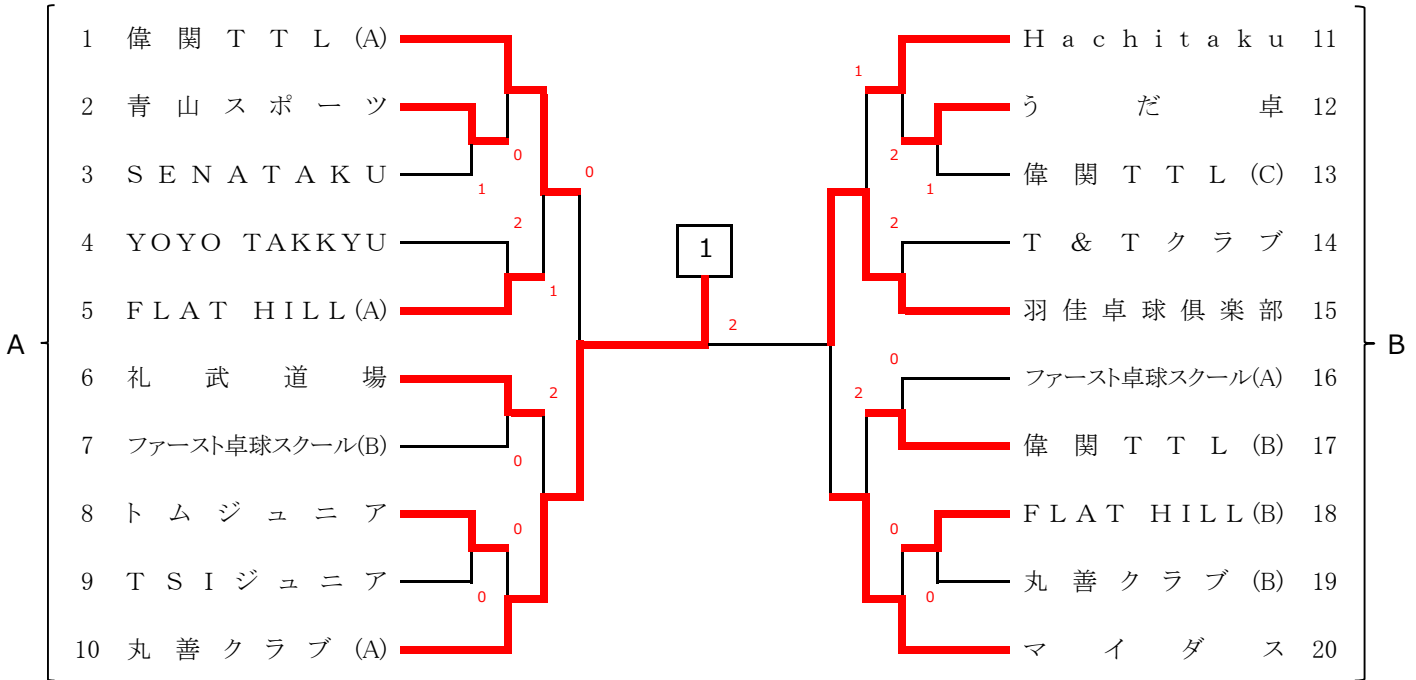 1 偉関TTL(A)
Hachitaku 11
1
2 青山スポーツ
うだ卓 12
0
2
3 SENATAKU
0
偉関TTL(C) 13
1
1
2
2
4 YOYO TAKKYU
1
T&Tクラブ 14
1
5 FLAT HILL(A)
羽佳卓球倶楽部 15
2
A
B
0
6 礼武道場
ファースト卓球スクール(A) 16
2
2
7 ファースト卓球スクール(B)
偉関TTL(B) 17
0
8 トムジュニア
FLAT HILL(B) 18
0
0
9 TSIジュニア
丸善クラブ(B) 19
0
0
10 丸善クラブ(A)
マイダス 20